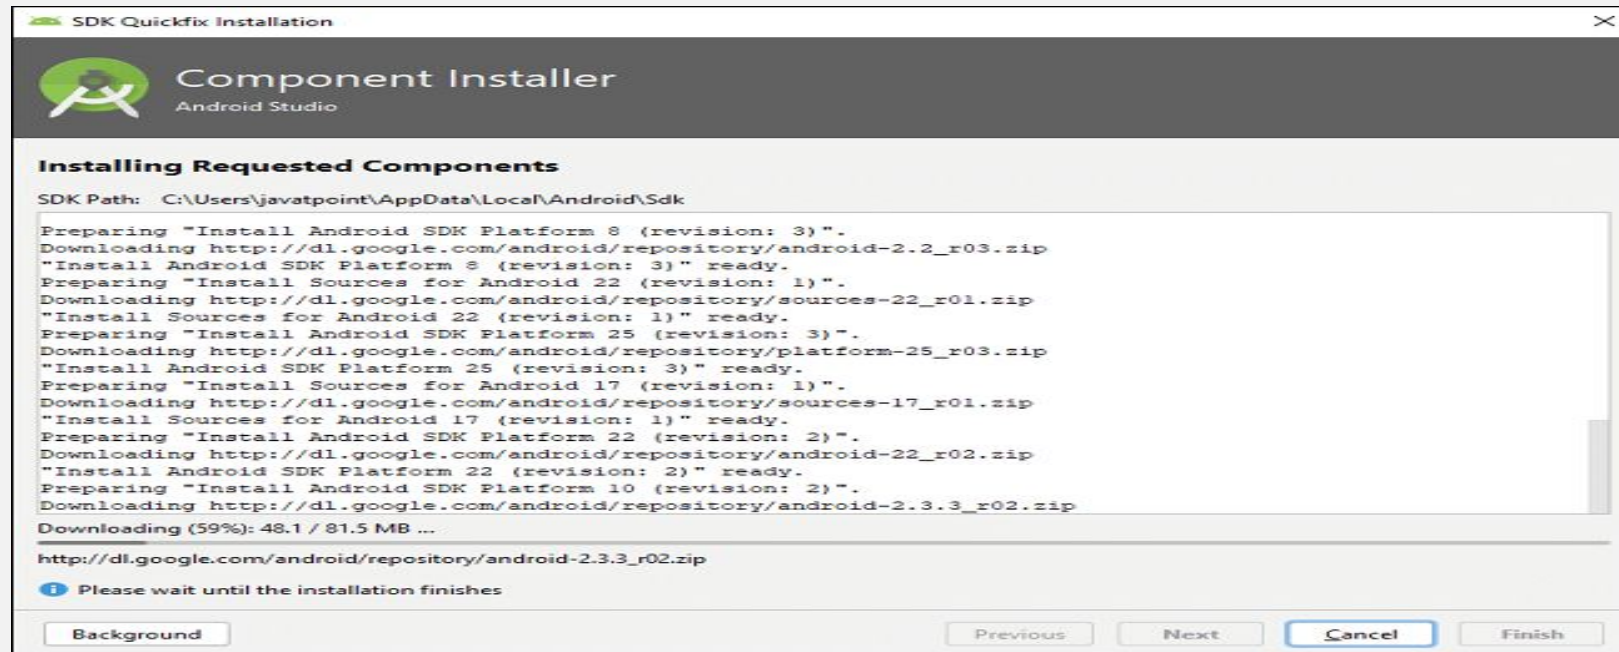 SDK Quickfix Installation
Component Installer
Android Studio
Installing Requested Components
SDK Path: C:\Users\javatpoint\AppData\Local\Android\Sdk
Preparing "Install Android SDK Platform 8 (revision: 3)".
Downloading http://dl.google.com/android/repository/android-2.2_r03.zip
"Install Android SDK Platform 8 (revision: 3)" ready.
Preparing "Install Sources for Android 22 (revision: 1)".
Downloading http://dl.google.com/android/repository/sources-22_r01.zip
"Install Sources for Android 22 (revision: 1)" ready.
Preparing "Install Android SDK Platform 25 (revision: 3)".
Downloading http://dl.google.com/android/repository/platform-25_r03.zip
"Install Android SDK Platform 25 (revision: 3)" ready.
Preparing "Install Sources for Android 17 (revision: 1)".
Downloading http://dl.google.com/android/repository/sources-17_r01.zip
"Install Sources for Android 17 (revision: 1)" ready.
Preparing "Install Android SDK Platform 22 (revision: 2)".
Downloading http://dl.google.com/android/repository/android-22_r02.zip
"Install Android SDK Platform 22 (revision: 2)" ready.
Preparing "Install Android SDK Platform 10 (revision: 2)".
Downloading http://dl.google.com/android/repository/android-2.3.3_r02.zip
Downloading (59%): 48.1 / 81.5 MB ...
http://dl.google.com/android/repository/android-2.3.3_r02.zip
Please wait until the installation finishes
Background Previous Next Cancel Finish